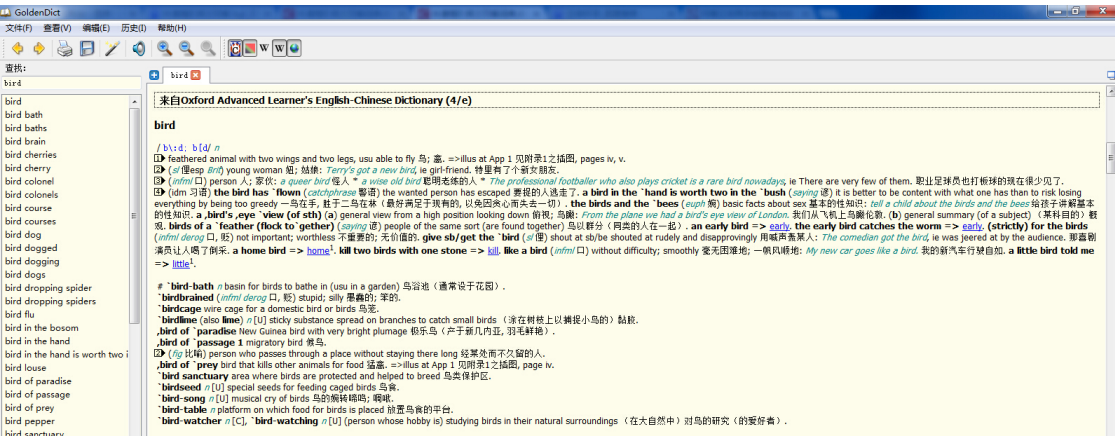 GoldenDict
文件(F) 查看(V) 编辑(E) 历史(I) 帮助(H)
W W
查找:
bird
bird
bird
bird bath
bird baths
bird brain
bird cherries
bird cherry
bird colonel
bird colonels
bird course
bird courses
bird dog
bird dogged
bird dogging
bird dogs
bird dropping spider
bird dropping spiders
bird flu
bird in the bosom
bird in the hand
bird in the hand is worth two i
bird louse
bird of paradise
bird of passage
bird of prey
bird pepper
bird sanctuary
来自Oxford Advanced Learner's English-Chinese Dictionary (4/e)
bird
/ b\:d; b[d/ n
1 feathered animal with two wings and two legs, usu able to fly 鸟; 禽. =>illus at App 1 见附录1之插图, pages iv, v.
2 (sl 俚esp Brit) young woman 妞; 姑娘: Terry's got a new bird, ie girl-friend. 特里有了个新女朋友.
3 (infml 口) person 人; 家伙: a queer bird 怪人 * a wise old bird 聪明老练的人 * The professional footballer who also plays cricket is a rare bird nowadays, ie There are very few of them. 职业足球员也打板球的现在很少见了.
4 (idm 习语) the bird has `flown (catchphrase 警语) the wanted person has escaped 要捉的人逃走了. a bird in the `hand is worth two in the `bush (saying 谚) it is better to be content with what one has than to risk losing
everything by being too greedy 一鸟在手, 胜于二鸟在林（最好满足于现有的, 以免因贪心而失去一切）. the birds and the `bees (euph 婉) basic facts about sex 基本的性知识: tell a child about the birds and the bees 给孩子讲解基本
的性知识. a ,bird's ,eye `view (of sth) (a) general view from a high position looking down 俯视; 鸟瞰: From the plane we had a bird's eye view of London. 我们从飞机上鸟瞰伦敦. (b) general summary (of a subject) （某科目的）概
观. birds of a `feather (flock to`gether) (saying 谚) people of the same sort (are found together) 鸟以群分（同类的人在一起）. an early bird => early. the early bird catches the worm => early. (strictly) for the birds
(infml derog 口, 贬) not important; worthless 不重要的; 无价值的. give sb/get the `bird (sl 俚) shout at sb/be shouted at rudely and disapprovingly 用喊声羞某人: The comedian got the bird, ie was jeered at by the audience. 那喜剧
演员让人喝了倒采. a home bird => home1. kill two birds with one stone => kill. like a bird (infml 口) without difficulty; smoothly 毫无困难地; 一帆风顺地: My new car goes like a bird. 我的新汽车行驶自如. a little bird told me
=> little1.
# `bird-bath n basin for birds to bathe in (usu in a garden) 鸟浴池（通常设于花园）.
`birdbrained (infml derog 口, 贬) stupid; silly 愚蠢的; 笨的.
`birdcage wire cage for a domestic bird or birds 鸟笼.
`birdlime (also lime) n [U] sticky substance spread on branches to catch small birds （涂在树枝上以捕捉小鸟的）黏胶.
,bird of `paradise New Guinea bird with very bright plumage 极乐鸟（产于新几内亚, 羽毛鲜艳）.
,bird of `passage 1 migratory bird 候鸟.
2 (fig 比喻) person who passes through a place without staying there long 经某处而不久留的人.
,bird of `prey bird that kills other animals for food 猛禽. =>illus at App 1 见附录1之插图, page iv.
`bird sanctuary area where birds are protected and helped to breed 鸟类保护区.
`birdseed n [U] special seeds for feeding caged birds 鸟食.
`bird-song n [U] musical cry of birds 鸟的婉转啼鸣; 啁啾.
`bird-table n platform on which food for birds is placed 放置鸟食的平台.
`bird-watcher n [C], `bird-watching n [U] (person whose hobby is) studying birds in their natural surroundings （在大自然中）对鸟的研究（的爱好者）.